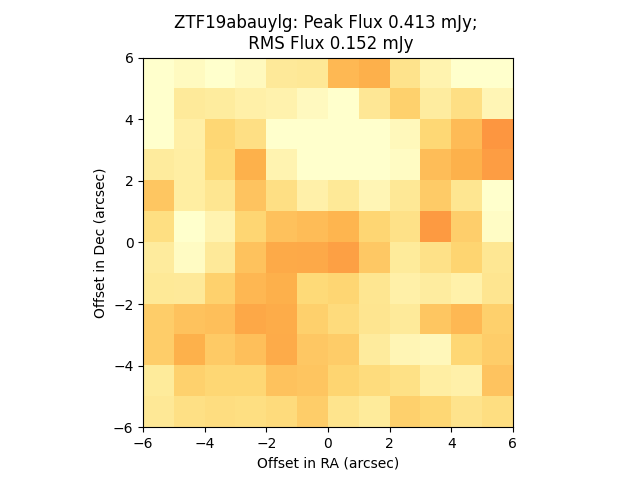 ZTF19abauylg: Peak Flux 0.413 mJy;
RMS Flux 0.152 mJy
6
4
2
0
−2
−4
−6
Offset in Dec (arcsec)
−6 −4 −2 0 2 4 6
Offset in RA (arcsec)